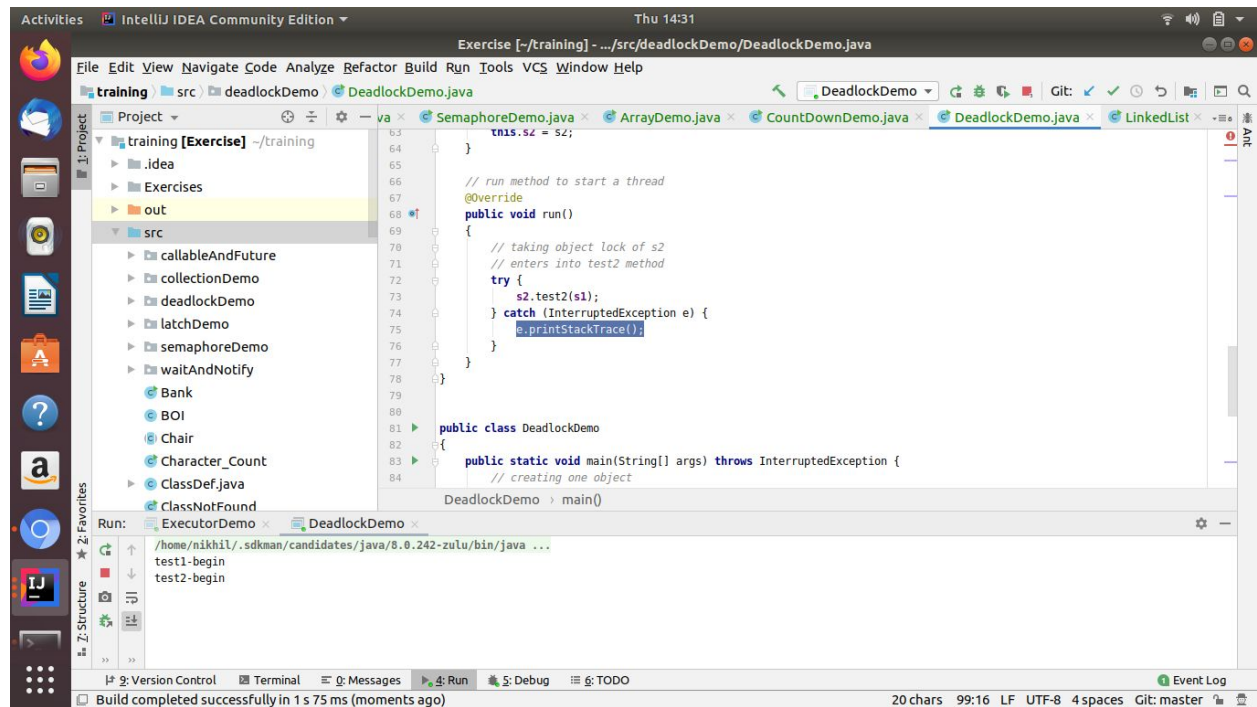 Activities IntelliJ IDEA Community Edition Thu 14:31
Exercise [~/training] - .../src/deadlockDemo/DeadlockDemo.java
File Edit View Navigate Code Analyze Refactor Build Run Tools VCS Window Help
training src deadlockDemo DeadlockDemo.java DeadlockDemo Git:
1: Project
Project va SemaphoreDemo.java ArrayDemo.java CountDownDemo.java DeadlockDemo.java LinkedList
Ant
training [Exercise] ~/training
.idea
Exercises
out
src
callableAndFuture
collectionDemo
deadlockDemo
latchDemo
semaphoreDemo
waitAndNotify
Bank
BOI
Chair
Character_Count
ClassDef.java
ClassNotFound
63 this.s2 = s2;
64 }
65
66 // run method to start a thread
67 @Override
68 public void run()
69 {
70 // taking object lock of s2
71 // enters into test2 method
72 try {
73 s2.test2(s1);
74 } catch (InterruptedException e) {
75 e.printStackTrace();
76 }
77 }
78 }
79
80
81 public class DeadlockDemo
82 {
83 public static void main(String[] args) throws InterruptedException {
84 // creating one object
DeadlockDemo › main()
2: Favorites
Z: Structure
Run: ExecutorDemo DeadlockDemo
/home/nikhil/.sdkman/candidates/java/8.0.242-zulu/bin/java ...
test1-begin
test2-begin
9: Version Control Terminal 0: Messages 4: Run 5: Debug 6: TODO 1 Event Log
Build completed successfully in 1 s 75 ms (moments ago) 20 chars 99:16 LF UTF-8 4 spaces Git: master